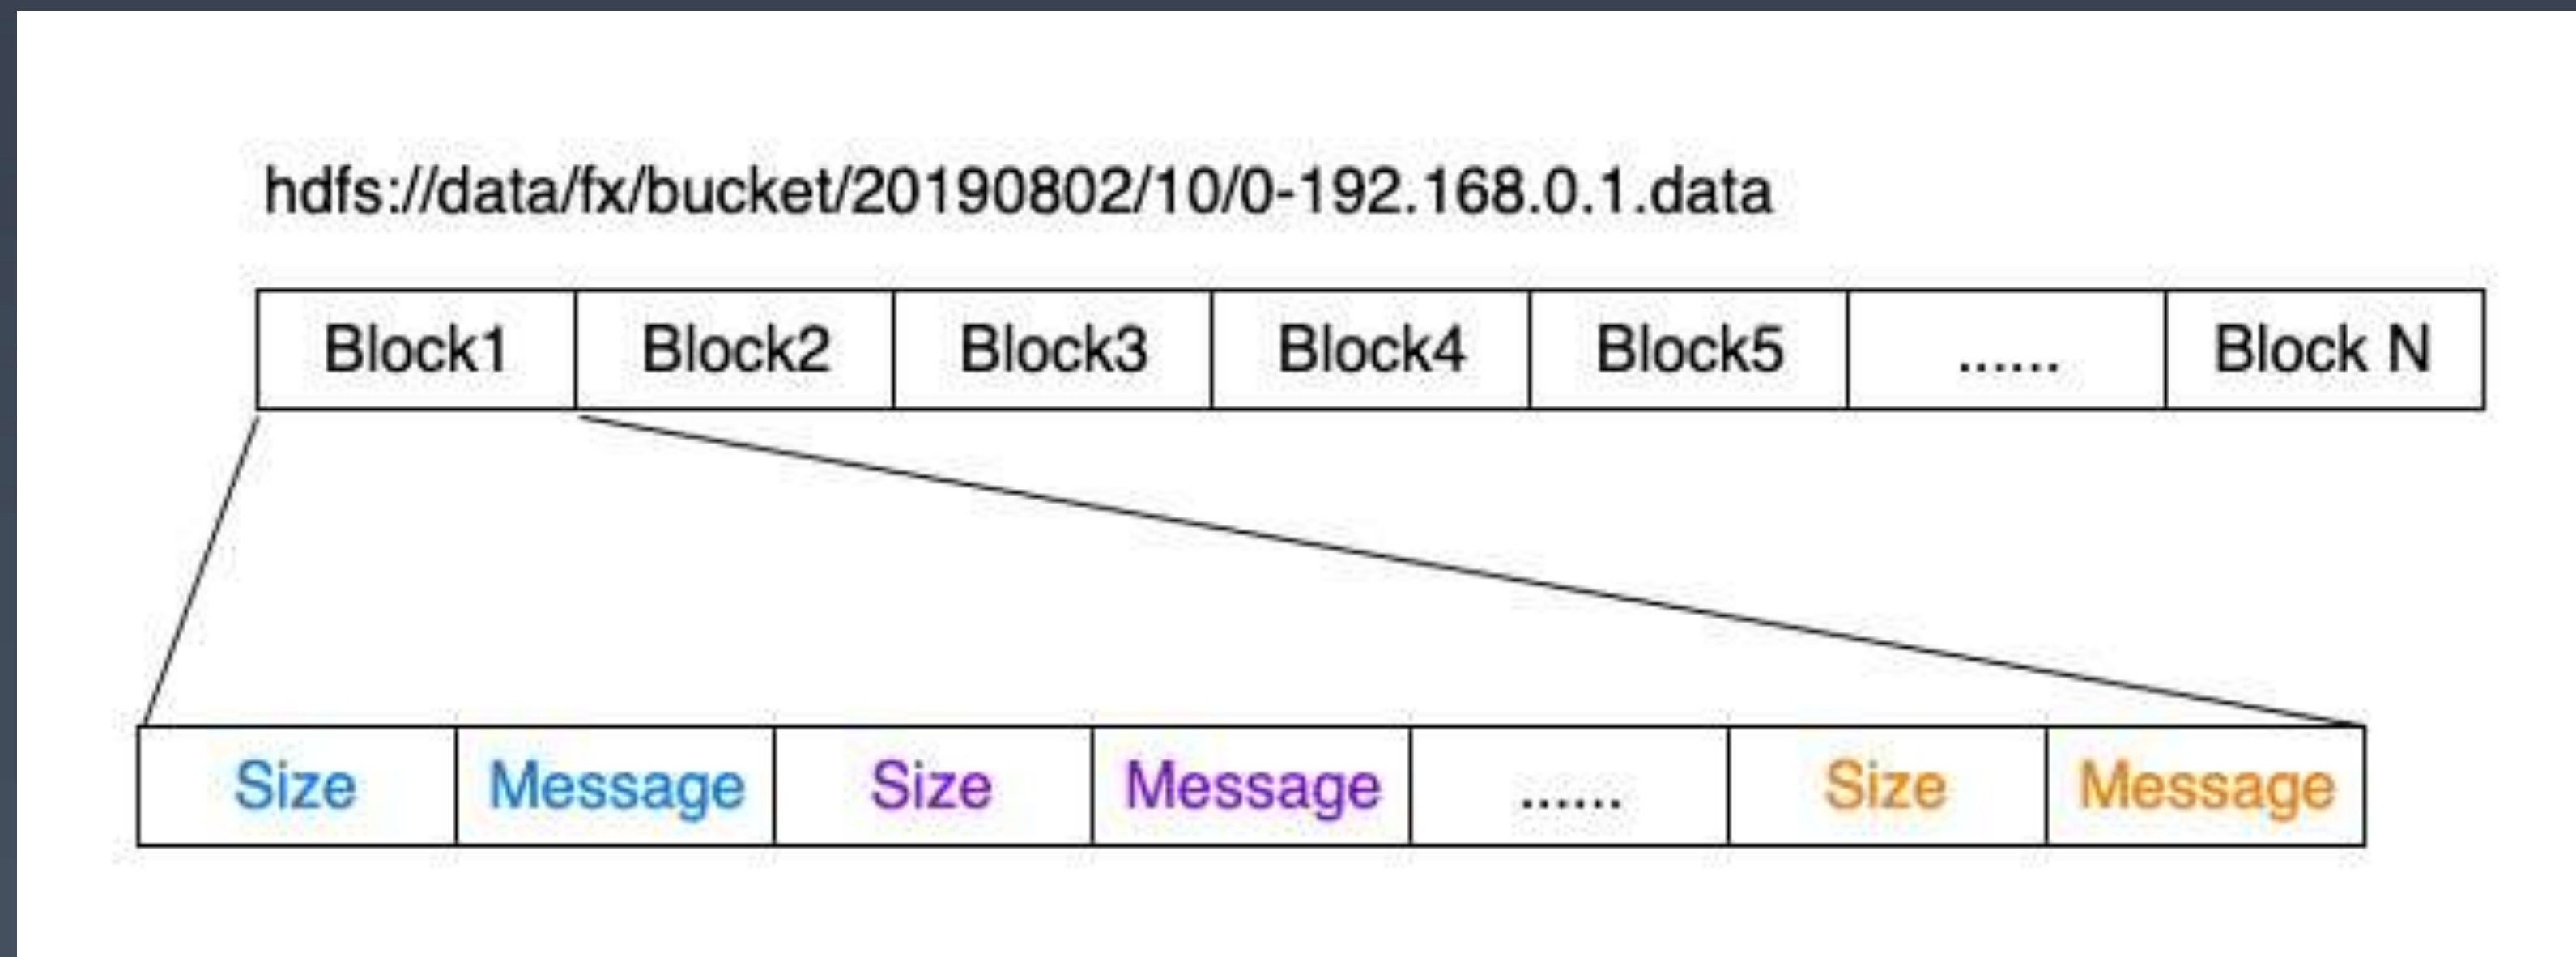 hdfs://data/fx/bucket/20190802/10/0-192.168.0.1.data
Block1 Block2 Block3 Block4 Block5 ...... Block N
Size Message Size Message ...... Size Message